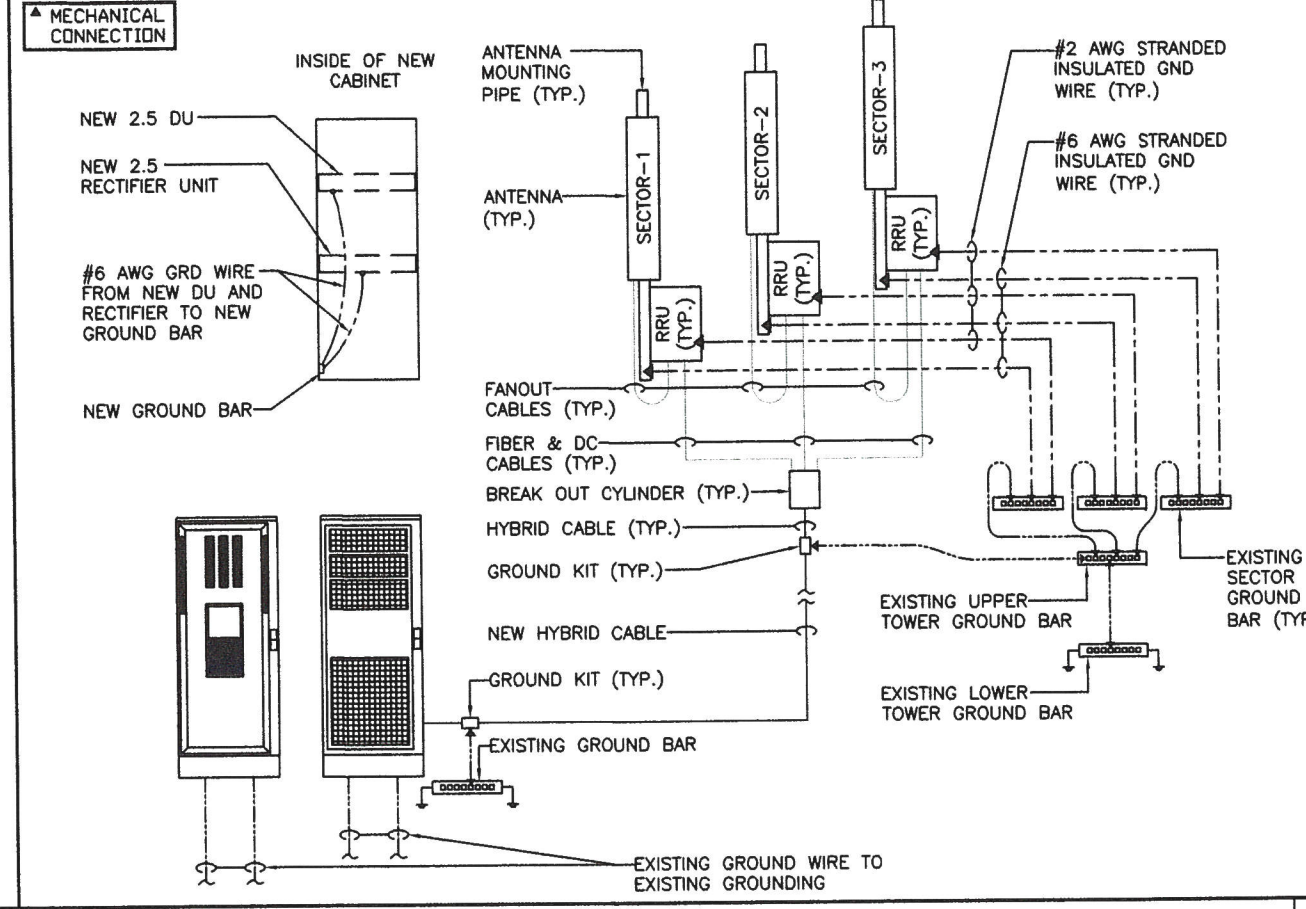 ▲ MECHANICAL
CONNECTION
INSIDE OF NEW
CABINET
NEW 2.5 DU
NEW 2.5
RECTIFIER UNIT
#6 AWG GRD WIRE
FROM NEW DU AND
RECTIFIER TO NEW
GROUND BAR
NEW GROUND BAR
ANTENNA
MOUNTING
PIPE (TYP.)
ANTENNA
(TYP.)
SECTOR-1
RRU
(TYP.)
SECTOR-2
RRU
(TYP.)
SECTOR-3
RRU
(TYP.)
#2 AWG STRANDED
INSULATED GND
WIRE (TYP.)
#6 AWG STRANDED
INSULATED GND
WIRE (TYP.)
FANOUT
CABLES (TYP.)
FIBER & DC
CABLES (TYP.)
BREAK OUT CYLINDER (TYP.)
HYBRID CABLE (TYP.)
GROUND KIT (TYP.)
NEW HYBRID CABLE
GROUND KIT (TYP.)
EXISTING GROUND BAR
EXISTING UPPER
TOWER GROUND BAR
EXISTING LOWER
TOWER GROUND BAR
EXISTING
SECTOR
GROUND
BAR (TYP
EXISTING GROUND WIRE TO
EXISTING GROUNDING